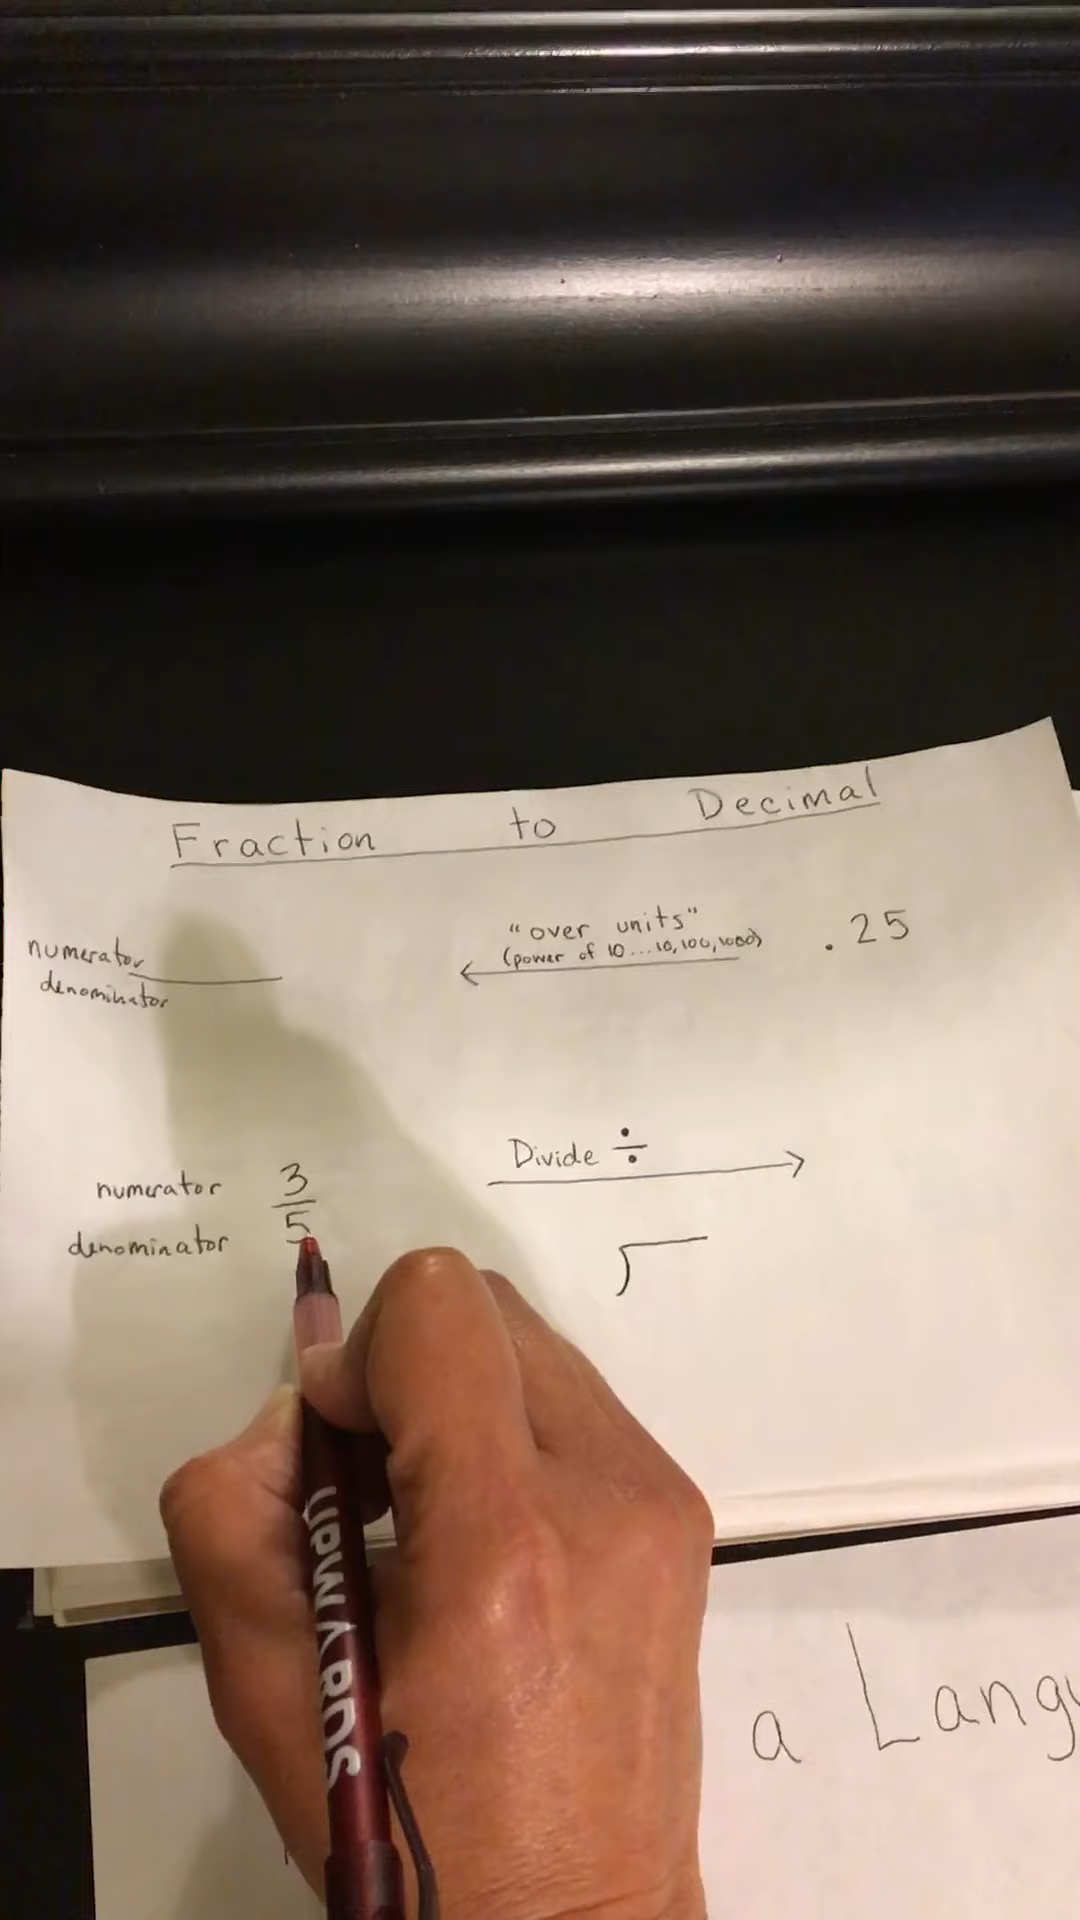 Fraction to Decimal
"over units"
(power of 10...10,100,1000)
.25
numerator
denominator
Divide ÷
numerator 3
denominator 5
UPWARDS
a Lang